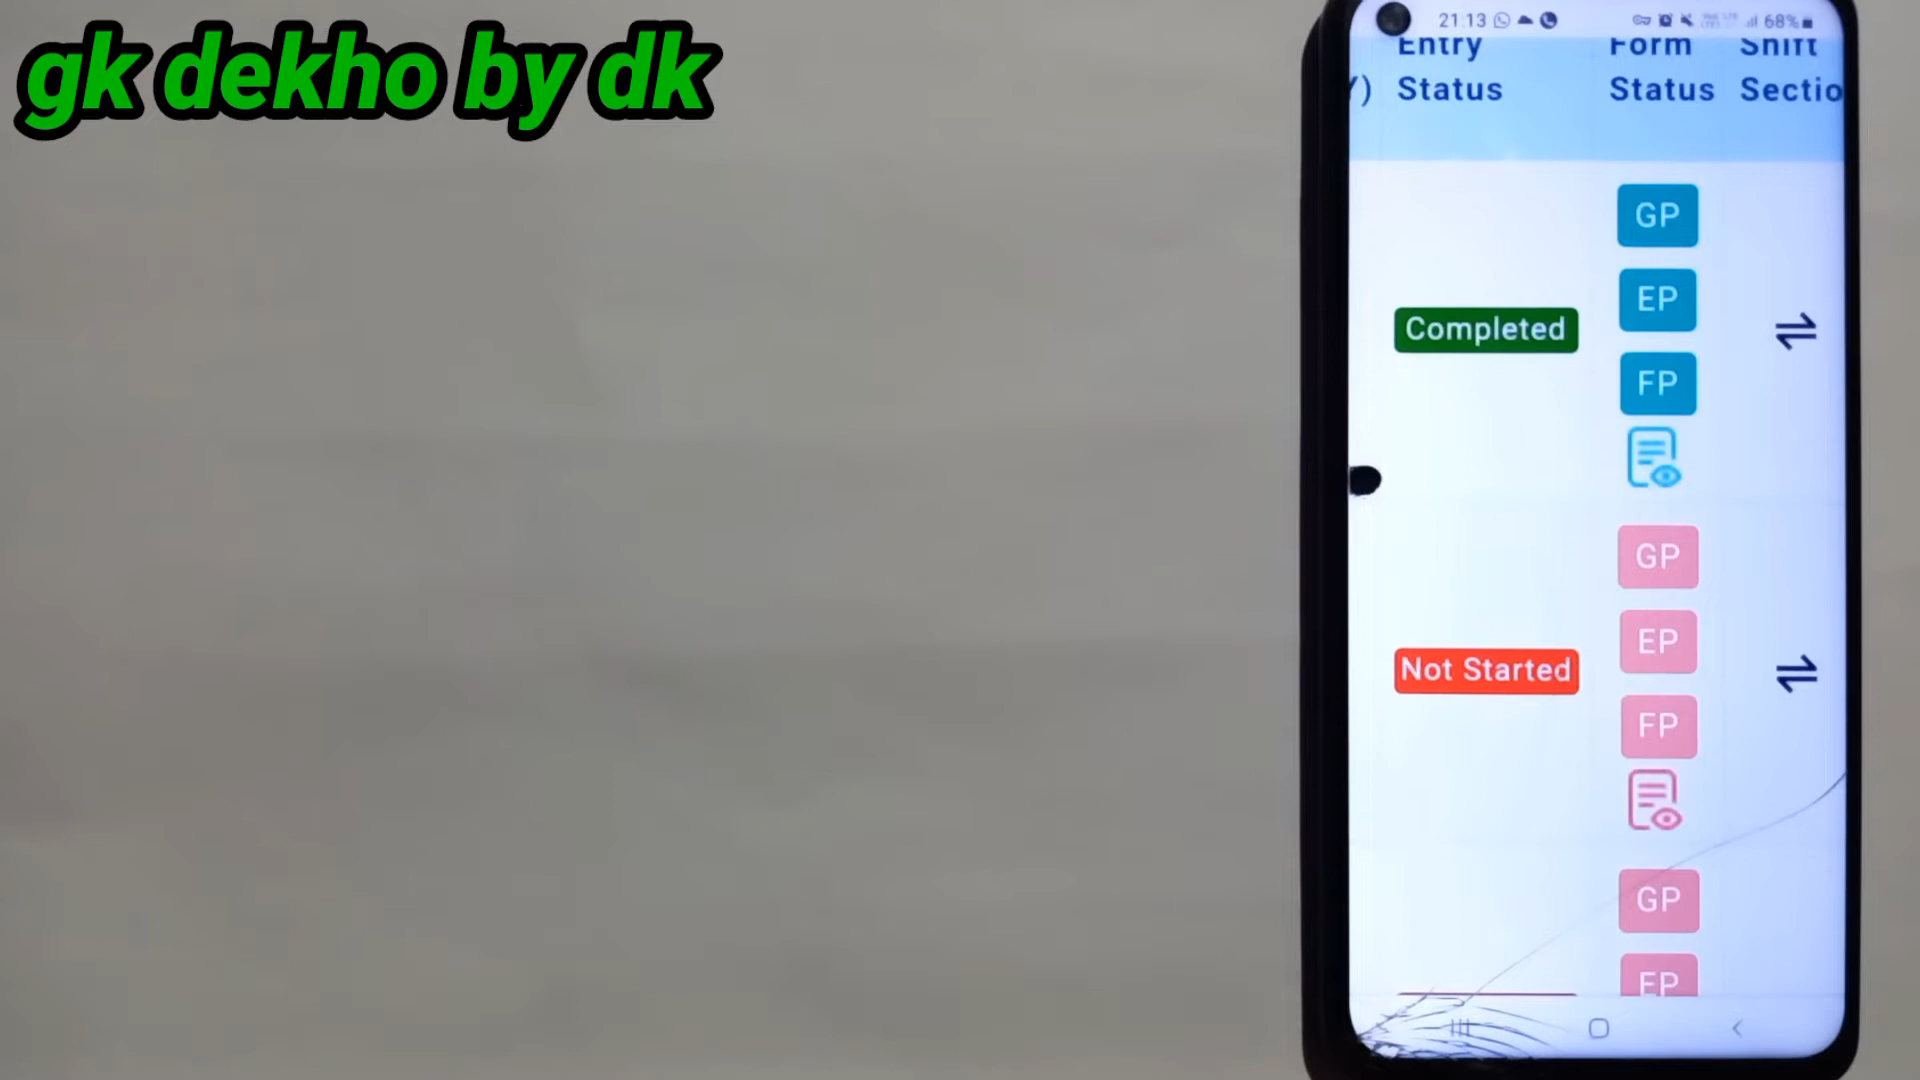 gk dekho by dk
21:13 68%
Entry Form Shift
Y) Status Status Sectio
GP
EP
Completed
FP
GP
EP
Not Started
FP
GP
EP